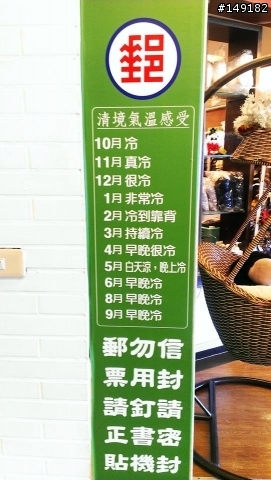 #149182
郵
清境氣溫感受
10月 冷
11月 真冷
12月 很冷
1月 非常冷
2月 冷到靠背
3月 持續冷
4月 早晚很冷
5月 白天涼，晚上冷
6月 早晚冷
8月 早晚冷
9月 早晚冷
信封請密封
勿用釘書機
郵票請正貼